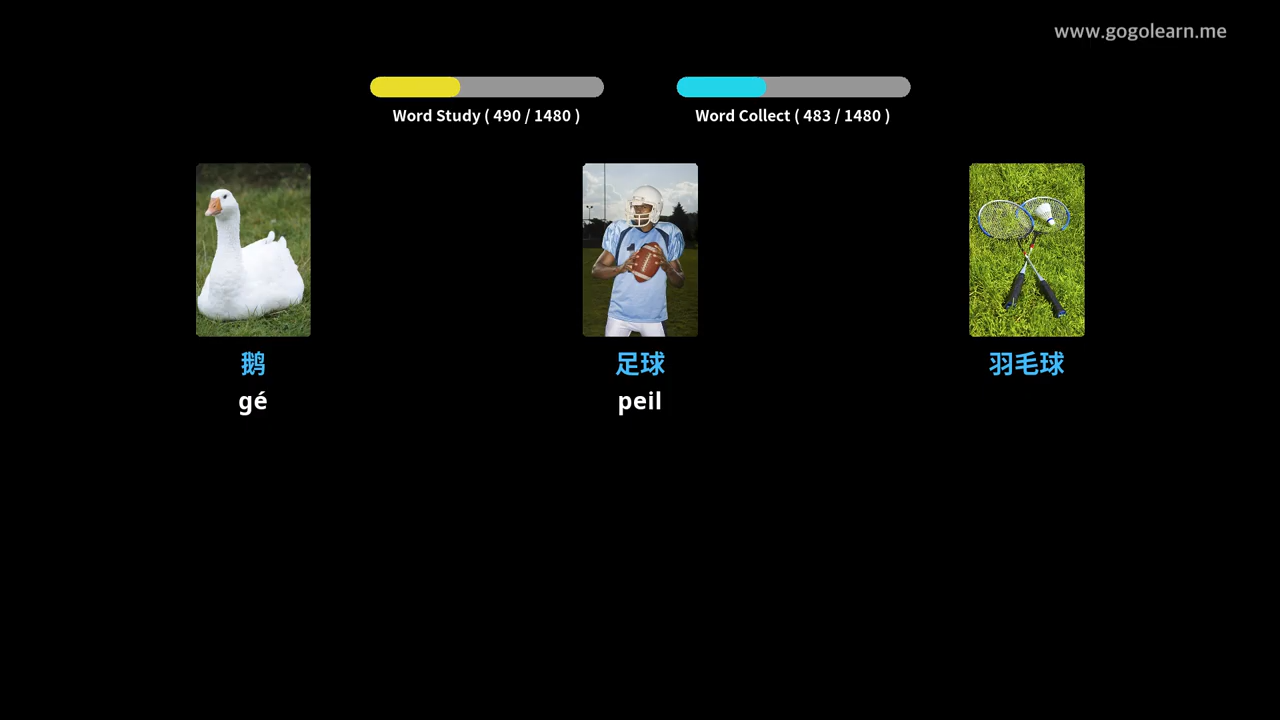 www.gogolearn.me
Word Study ( 490 / 1480 )
Word Collect ( 483 / 1480 )
鹅
足球
羽毛球
gé
peil